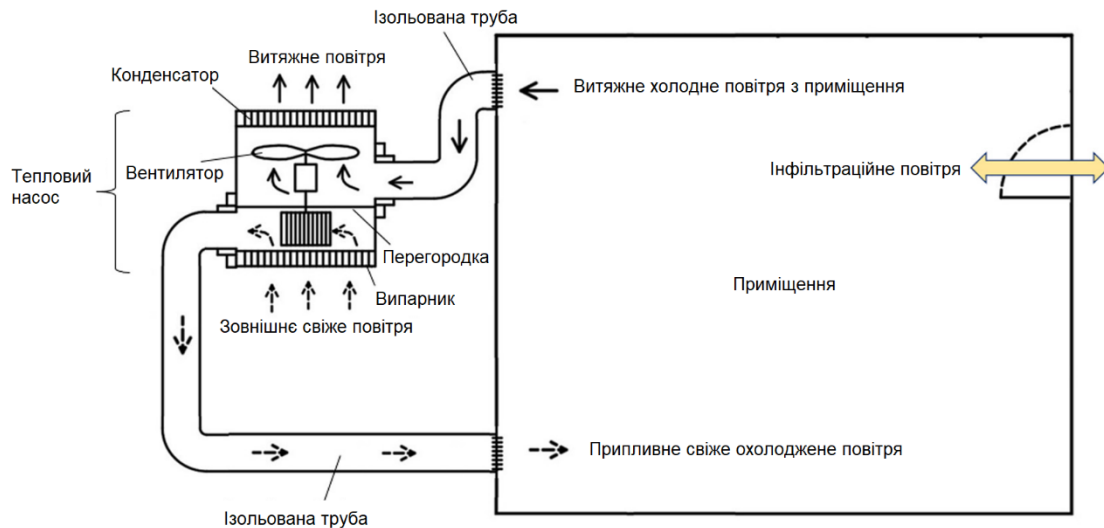 Ізольована труба
Витяжне повітря
Конденсатор
Витяжне холодне повітря з приміщення
Тепловий
насос
Вентилятор
Інфільтраційне повітря
Перегородка
Приміщення
Випарник
Зовнішнє свіже повітря
Припливне свіже охолоджене повітря
Ізольована труба